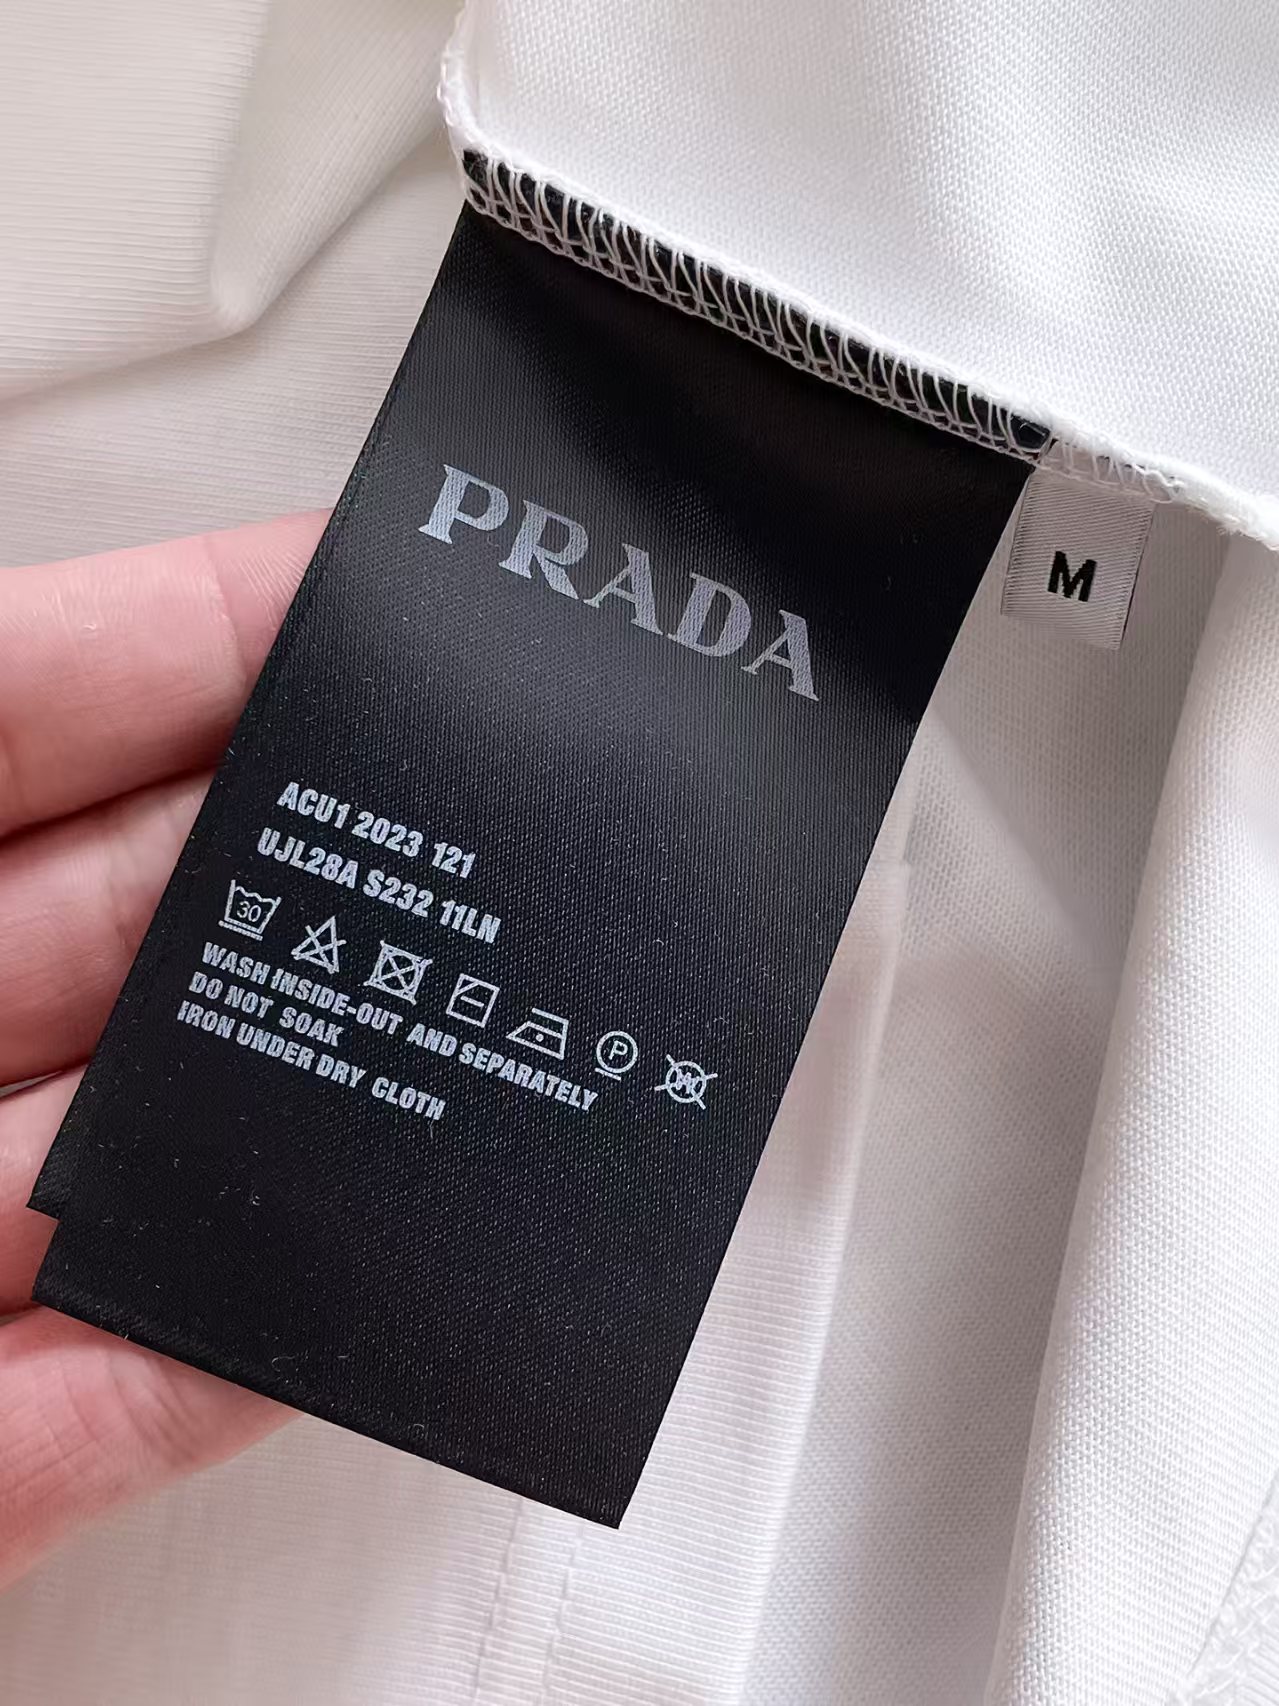 PRADA
M
ACU1 2023 121
UJL28A S232 11LN
30
P
W
WASH INSIDE-OUT AND SEPARATELY
DO NOT SOAK
IRON UNDER DRY CLOTH